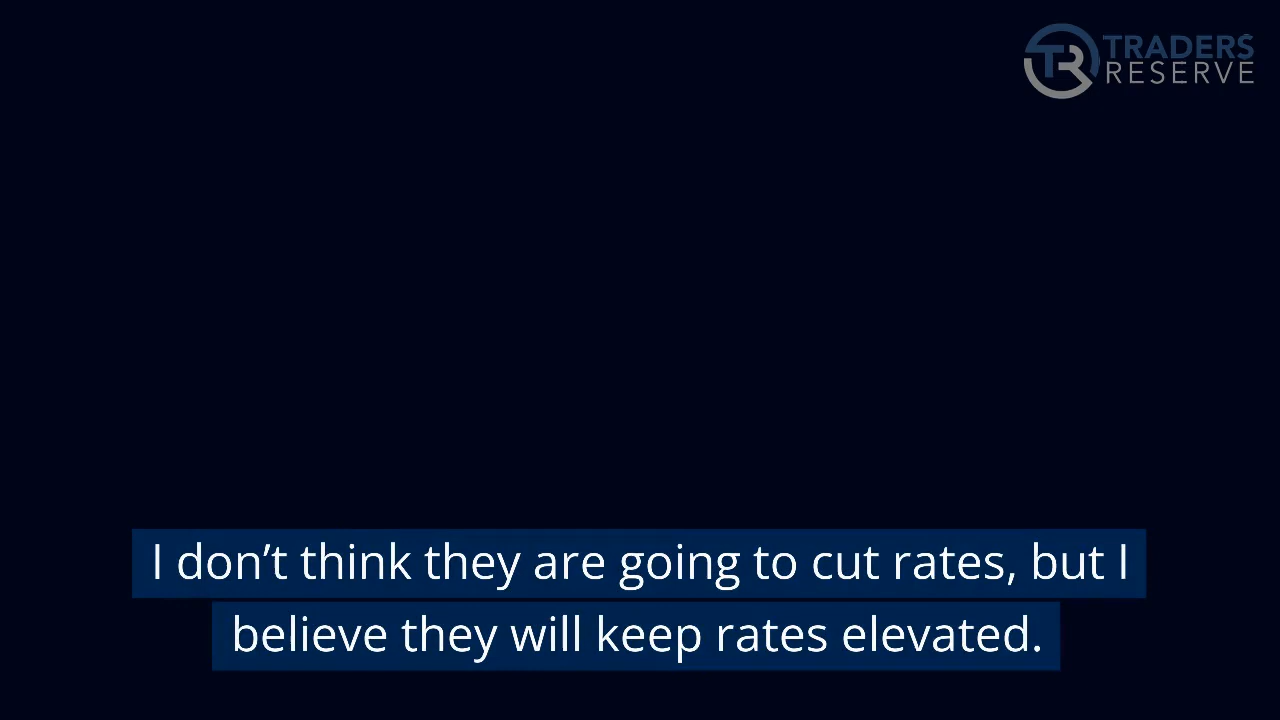 TRADERS
RESERVE
I don’t think they are going to cut rates, but I
believe they will keep rates elevated.